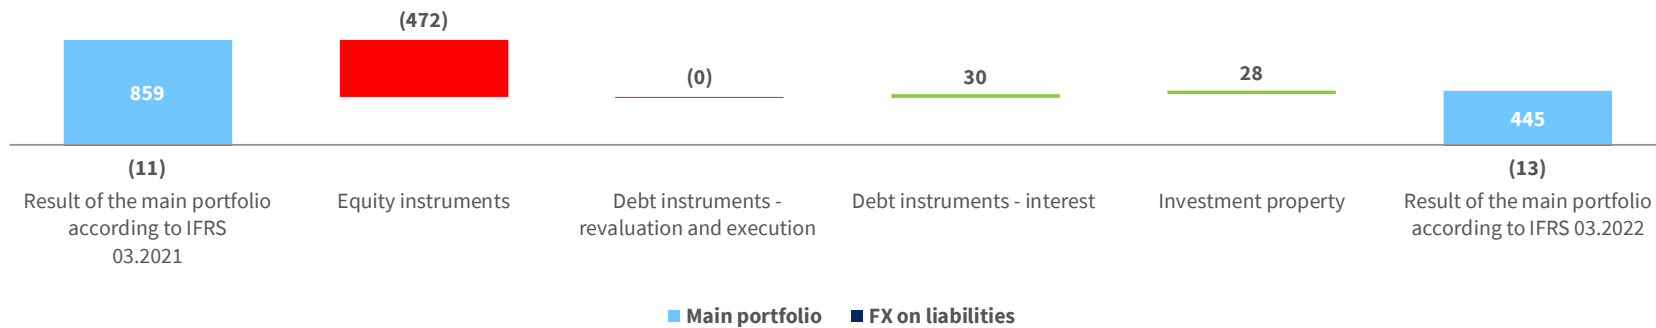 (472)
859
(0)
30
28
445
(11)
(13)
Result of the main portfolio
according to IFRS
03.2021
Equity instruments
Debt instruments -
revaluation and execution
Debt instruments - interest
Investment property
Result of the main portfolio
according to IFRS 03.2022
Main portfolio
FX on liabilities